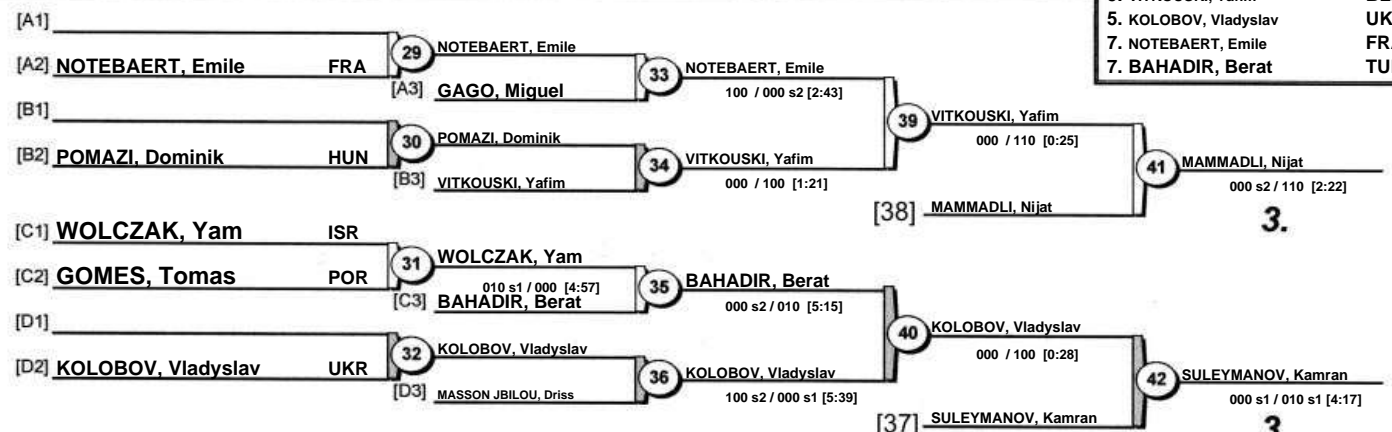 5. KOLOBOV, Vladyslav UK
7. NOTEBAERT, Emile FRA
7. BAHADIR, Berat TU
[A1]
[A2] NOTEBAERT, Emile FRA
29
NOTEBAERT, Emile
[A3] GAGO, Miguel
33
NOTEBAERT, Emile
100 / 000 s2 [2:43]
[B1]
[B2] POMAZI, Dominik HUN
30
POMAZI, Dominik
[B3] VITKOUSKI, Yafim
34
VITKOUSKI, Yafim
000 / 100 [1:21]
39
VITKOUSKI, Yafim
000 / 110 [0:25]
[38] MAMMADLI, Nijat
41
MAMMADLI, Nijat
000 s2 / 110 [2:22]
3.
[C1] WOLCZAK, Yam ISR
[C2] GOMES, Tomas POR
31
WOLCZAK, Yam
010 s1 / 000 [4:57]
[C3] BAHADIR, Berat
35
BAHADIR, Berat
000 s2 / 010 [5:15]
[D1]
[D2] KOLOBOV, Vladyslav UKR
32
KOLOBOV, Vladyslav
[D3] MASSON JBILOU, Driss
36
KOLOBOV, Vladyslav
100 s2 / 000 s1 [5:39]
40
KOLOBOV, Vladyslav
000 / 100 [0:28]
[37] SULEYMANOV, Kamran
42
SULEYMANOV, Kamran
000 s1 / 010 s1 [4:17]
3.